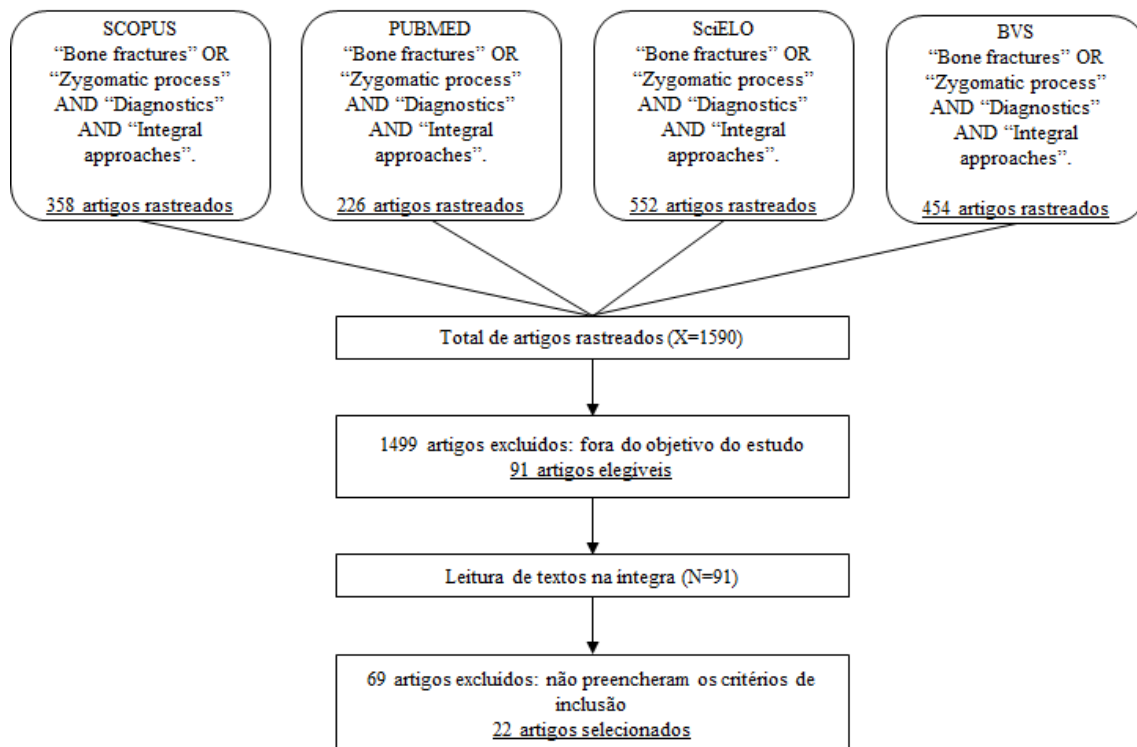 SCOPUS
“Bone fractures” OR
“Zygomatic process”
AND “Diagnostics”
AND “Integral
approaches”.
358 artigos rastreados
PUBMED
“Bone fractures” OR
“Zygomatic process”
AND “Diagnostics”
AND “Integral
approaches”.
226 artigos rastreados
SciELO
“Bone fractures” OR
“Zygomatic process”
AND “Diagnostics”
AND “Integral
approaches”.
552 artigos rastreados
BVS
“Bone fractures” OR
“Zygomatic process”
AND “Diagnostics”
AND “Integral
approaches”.
454 artigos rastreados
Total de artigos rastreados (X=1590)
1499 artigos excluídos: fora do objetivo do estudo
91 artigos elegíveis
Leitura de textos na íntegra (N=91)
69 artigos excluídos: não preencheram os critérios de
inclusão
22 artigos selecionados